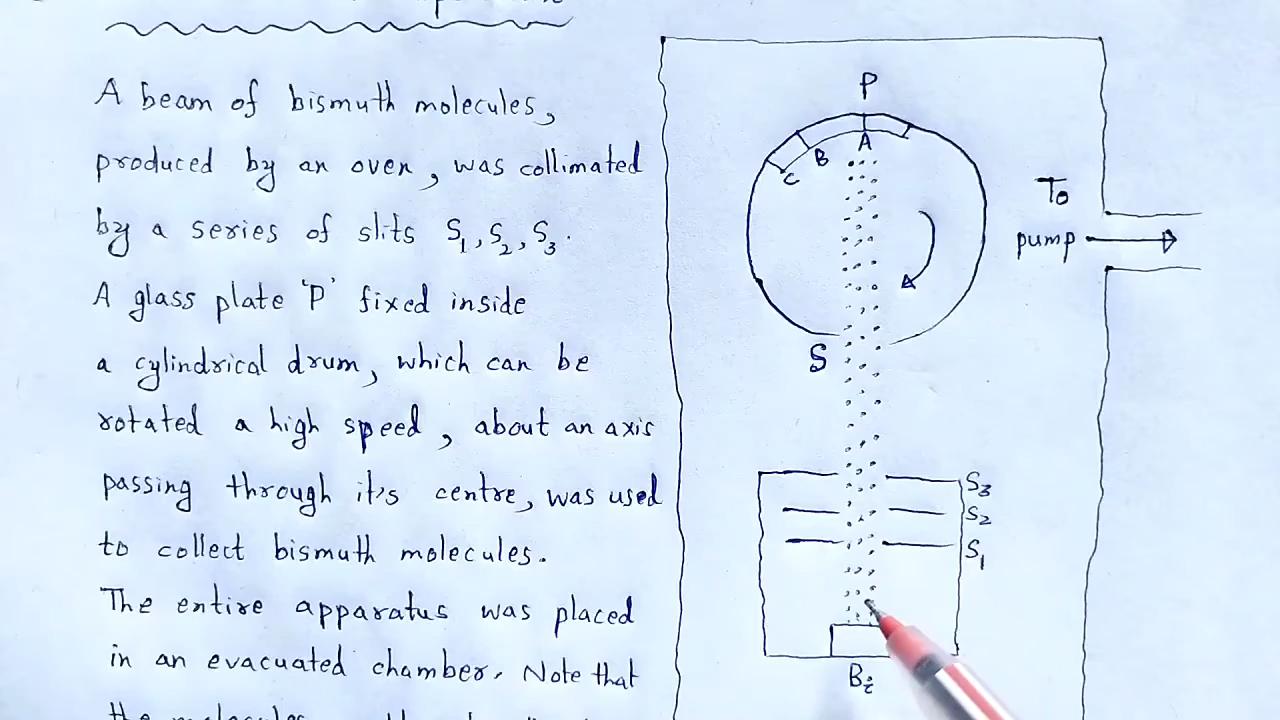 A beam of bismuth molecules,
produced by an oven, was collimated
by a series of slits S₁, S₂, S₃.
A glass plate 'P' fixed inside
a cylindrical drum, which can be
rotated a high speed, about an axis
passing through it's centre, was used
to collect bismuth molecules.
The entire apparatus was placed
in an evacuated chamber. Note that
the molecules
P
A
B
C
To
pump
S
S₃
S₂
S₁
Bi